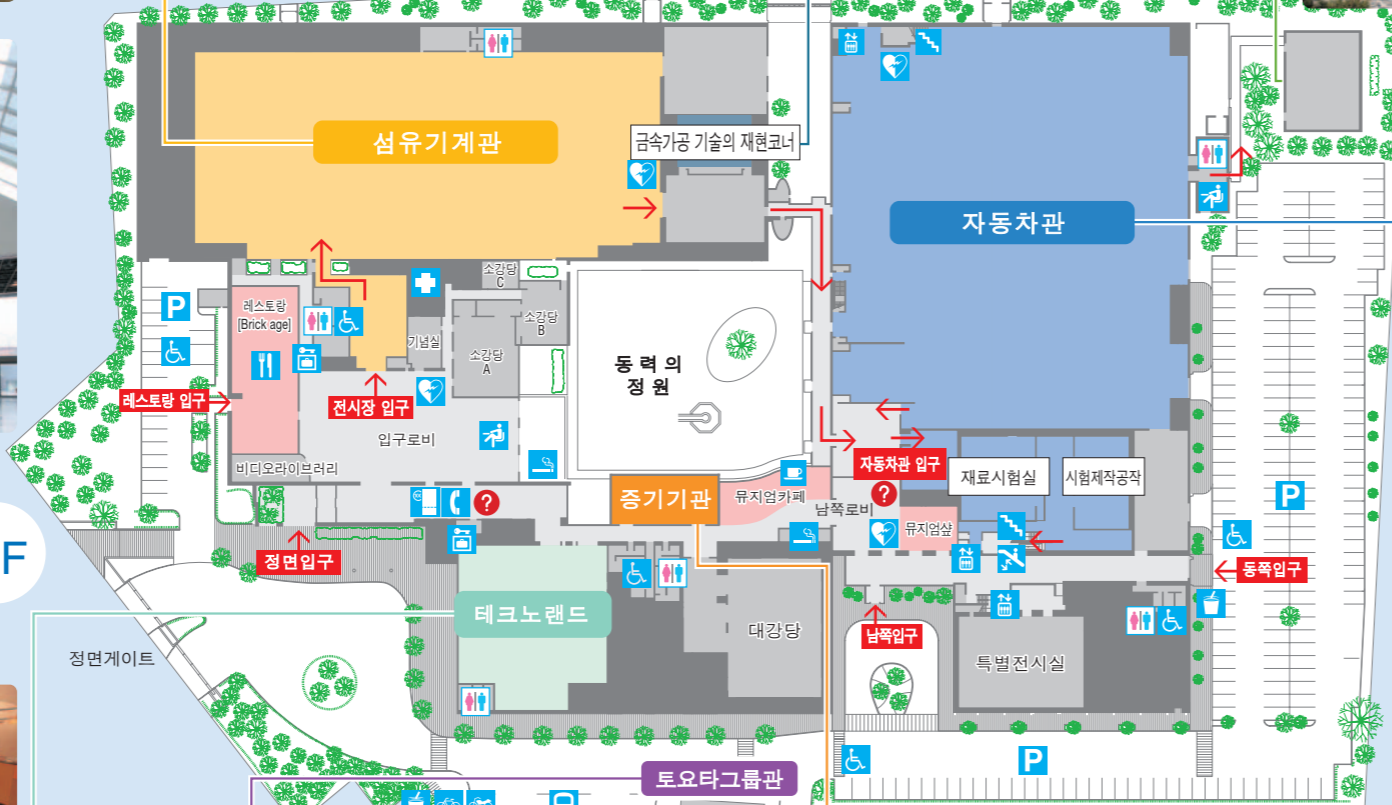 섬유기계관
금속가공 기술의 재현코너
자동차관
P
레스토랑
[Brick age]
소강당
C
소강당
B
기념실
소강당
A
동력의
정원
레스토랑 입구
전시장 입구
입구로비
비디오라이브러리
자동차관 입구
재료시험실
시험제작공작
P
증기기관
뮤지엄카페
남쪽로비
?
?
뮤지엄샾
F
정면입구
동쪽입구
테크노랜드
대강당
남쪽입구
정면게이트
특별전시실
P
토요타그룹관